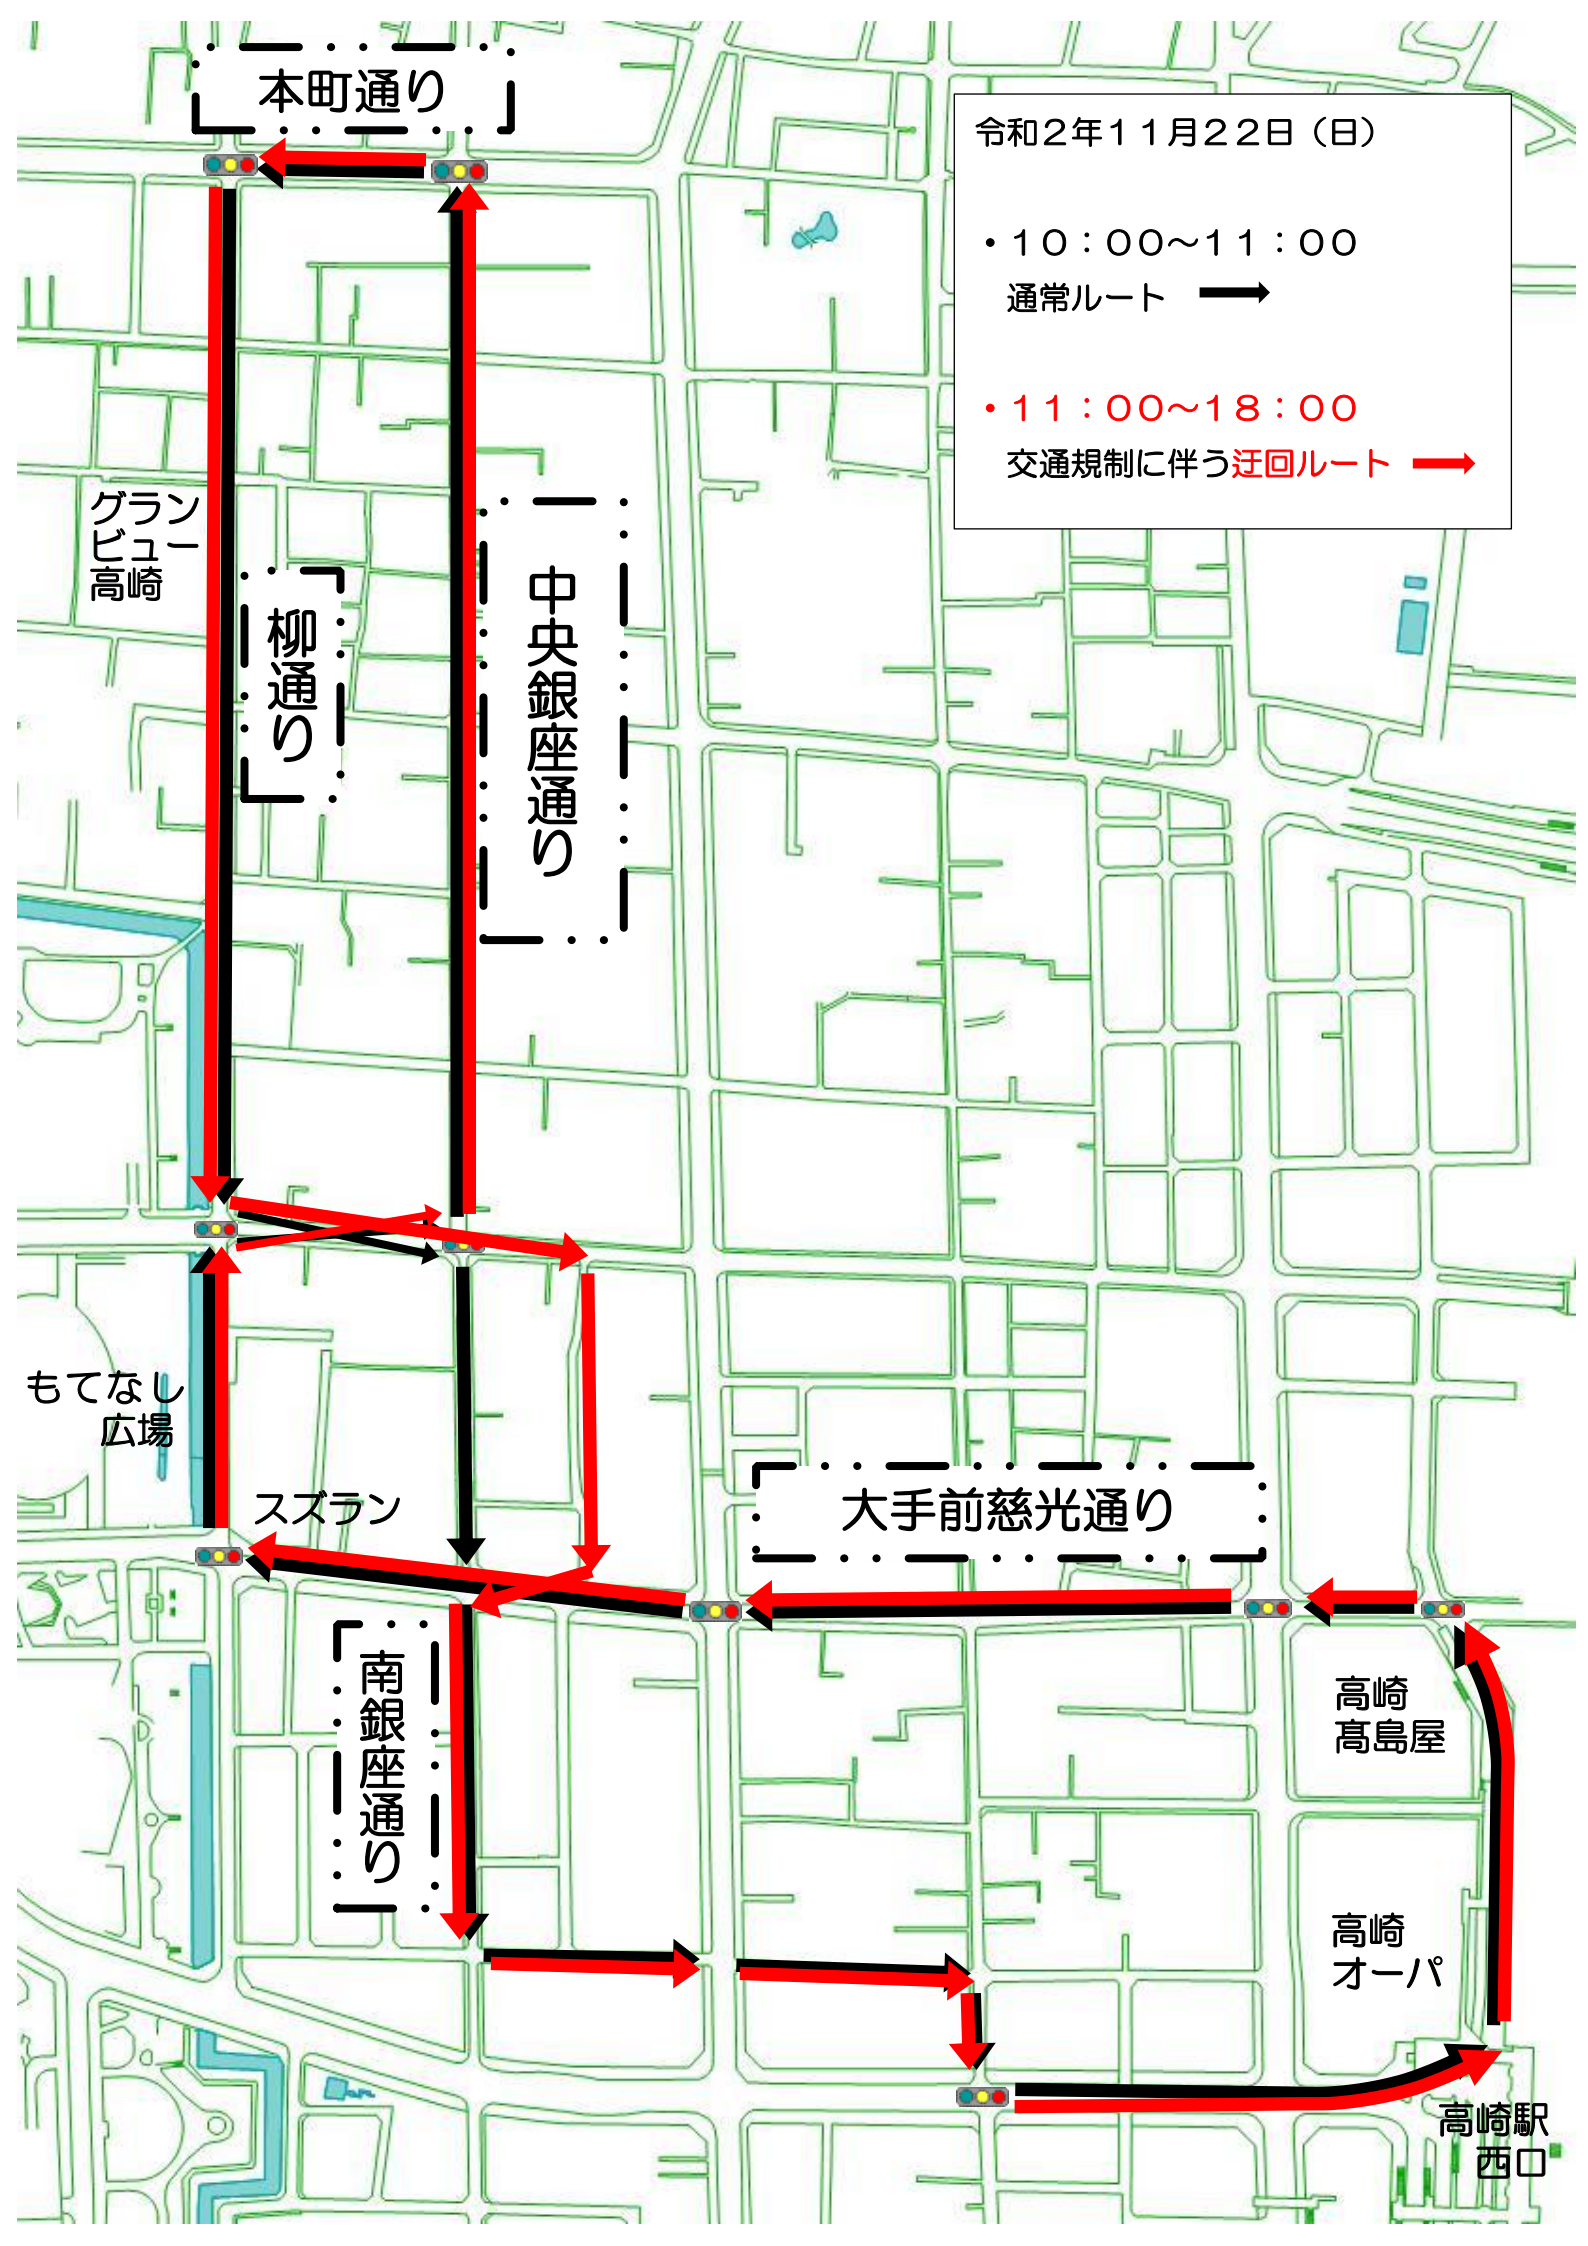 本町通り
令和２年１１月２２日（日）
・１０：００～１１：００
通常ルート
・１１：００～１８：００
交通規制に伴う迂回ルート
グラン
ビュー
高崎
柳通り
中央銀座通り
もてなし
広場
スズラン
大手前慈光通り
南銀座通り
高崎
髙島屋
高崎
オーパ
高崎駅
西口